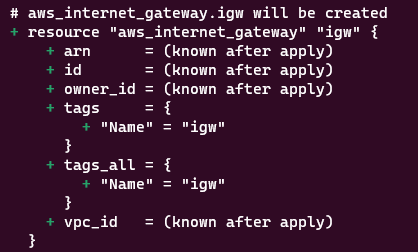 # aws_internet_gateway.igw will be created
+ resource "aws_internet_gateway" "igw" {
+ arn = (known after apply)
+ id = (known after apply)
+ owner_id = (known after apply)
+ tags = {
+ "Name" = "igw"
}
+ tags_all = {
+ "Name" = "igw"
}
+ vpc_id = (known after apply)
}